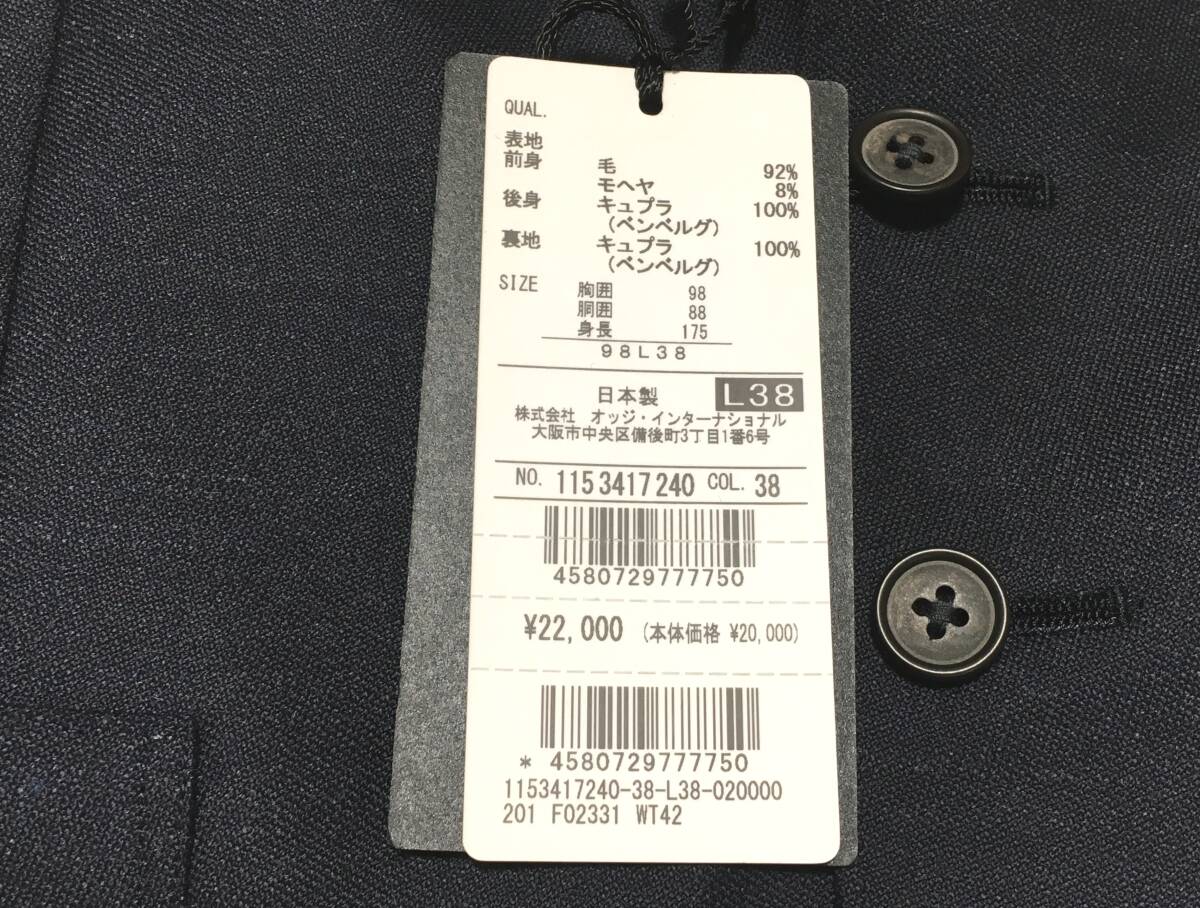 QUAL.
表地
前身 毛 92%
モヘヤ 8%
後身 キュプラ 100%
(ベンベルグ)
裏地 キュプラ 100%
(ベンベルグ)
SIZE 胸囲 98
胴囲 88
身長 175
98L38
日本製 L38
株式会社 オッジ・インターナショナル
大阪市中央区備後町3丁目1番6号
NO. 1153417240 COL. 38
4580729777750
¥22,000 (本体価格 ¥20,000)
* 4580729777750
1153417240-38-L38-020000
201 F02331 WT42